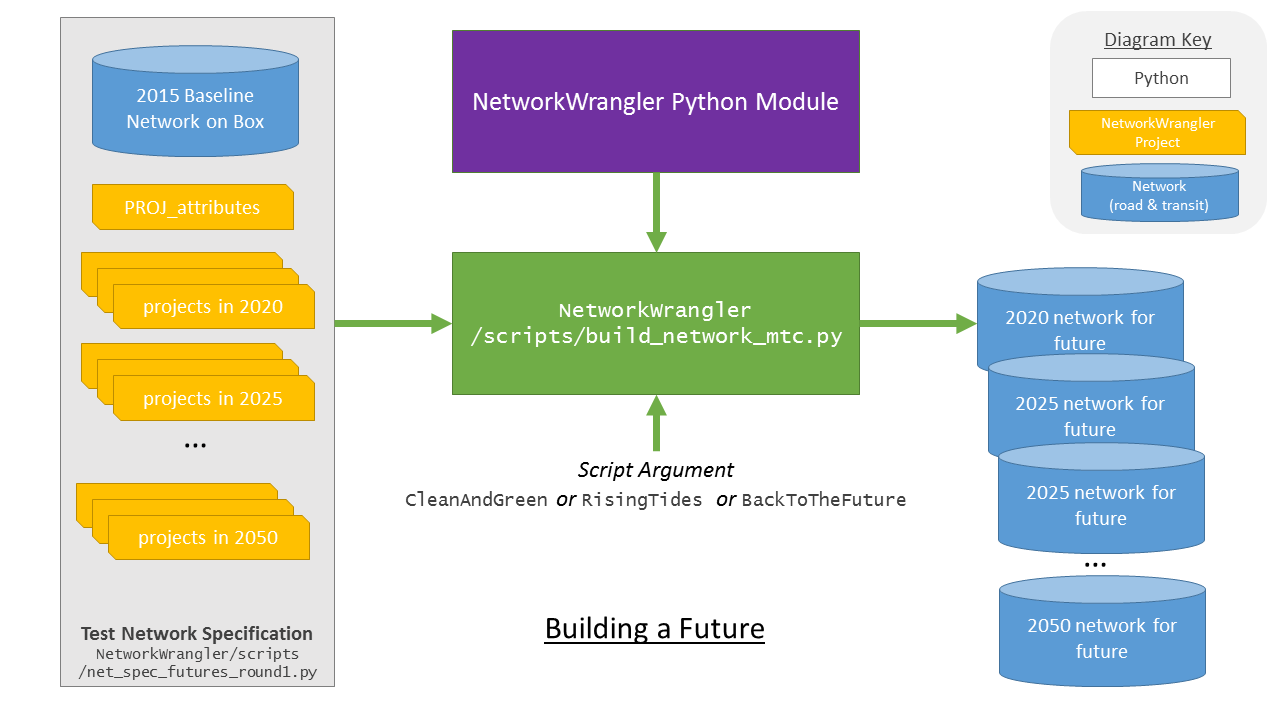 2015 Baseline
Network on Box
PROJ_attributes
projects in 2020
projects in 2025
...
projects in 2050
Test Network Specification
NetworkWrangler/scripts
/net_spec_futures_round1.py
NetworkWrangler Python Module
NetworkWrangler
/scripts/build_network_mtc.py
Script Argument
CleanAndGreen or RisingTides or BackToTheFuture
Building a Future
Diagram Key
Python
NetworkWrangler
Project
Network
(road & transit)
2020 network for
future
2025 network for
future
2025 network for
future
...
2050 network for
future